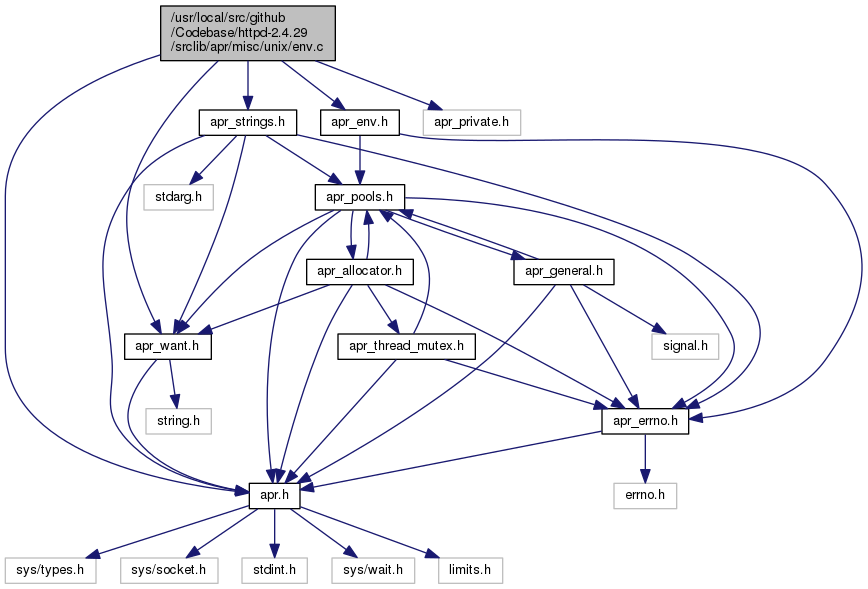 /usr/local/src/github
/Codebase/httpd-2.4.29
/srclib/apr/misc/unix/env.c
apr_strings.h
apr_env.h
apr_private.h
stdarg.h
apr_pools.h
apr_allocator.h
apr_general.h
apr_want.h
apr_thread_mutex.h
signal.h
string.h
apr_errno.h
apr.h
errno.h
sys/types.h
sys/socket.h
stdint.h
sys/wait.h
limits.h